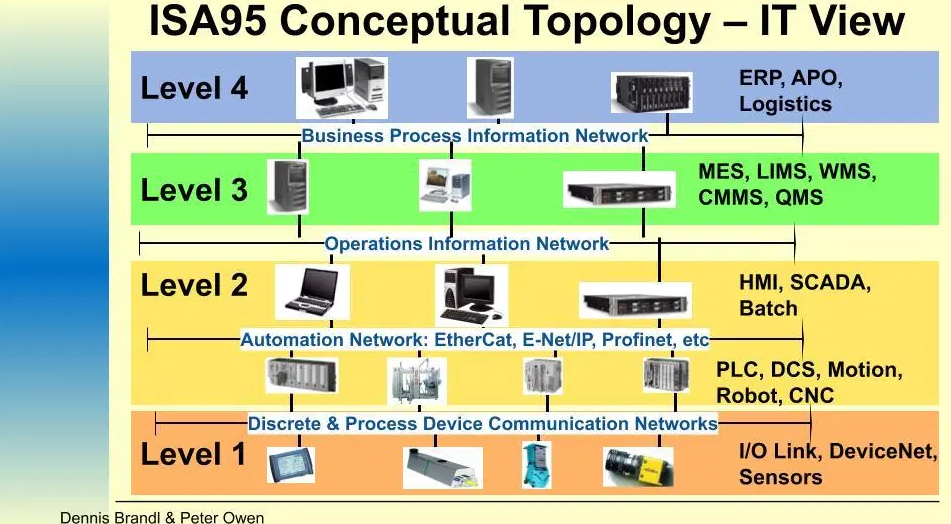 ISA95 Conceptual Topology – IT View
Level 4
ERP, APO,
Logistics
Business Process Information Network
Level 3
MES, LIMS, WMS,
CMMS, QMS
Operations Information Network
Level 2
HMI, SCADA,
Batch
Automation Network: EtherCat, E-Net/IP, Profinet, etc
PLC, DCS, Motion,
Robot, CNC
Discrete & Process Device Communication Networks
Level 1
I/O Link, DeviceNet,
Sensors
Dennis Brandl & Peter Owen